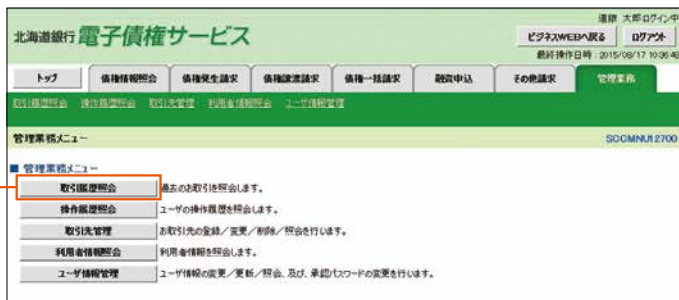 道銀 太郎ログイン中
北海道銀行 電子債権サービス
ビジネスWEBへ戻る ログアウト
最終操作日時：2015/08/17 10:36:48
トップ 債権情報照会 債権発生請求 債権譲渡請求 債権一括請求 融資申込 その他請求 管理業務
取引履歴照会 操作履歴照会 取引先管理 利用者情報照会 ユーザ情報管理
管理業務メニュー SCCMNU12700
■ 管理業務メニュー
取引履歴照会 過去のお取引を照会します。
操作履歴照会 ユーザの操作履歴を照会します。
取引先管理 お取引先の登録／変更／削除／照会を行います。
利用者情報照会 利用者情報を照会します。
ユーザ情報管理 ユーザ情報の変更／更新／照会、及び、承認パスワードの変更を行います。